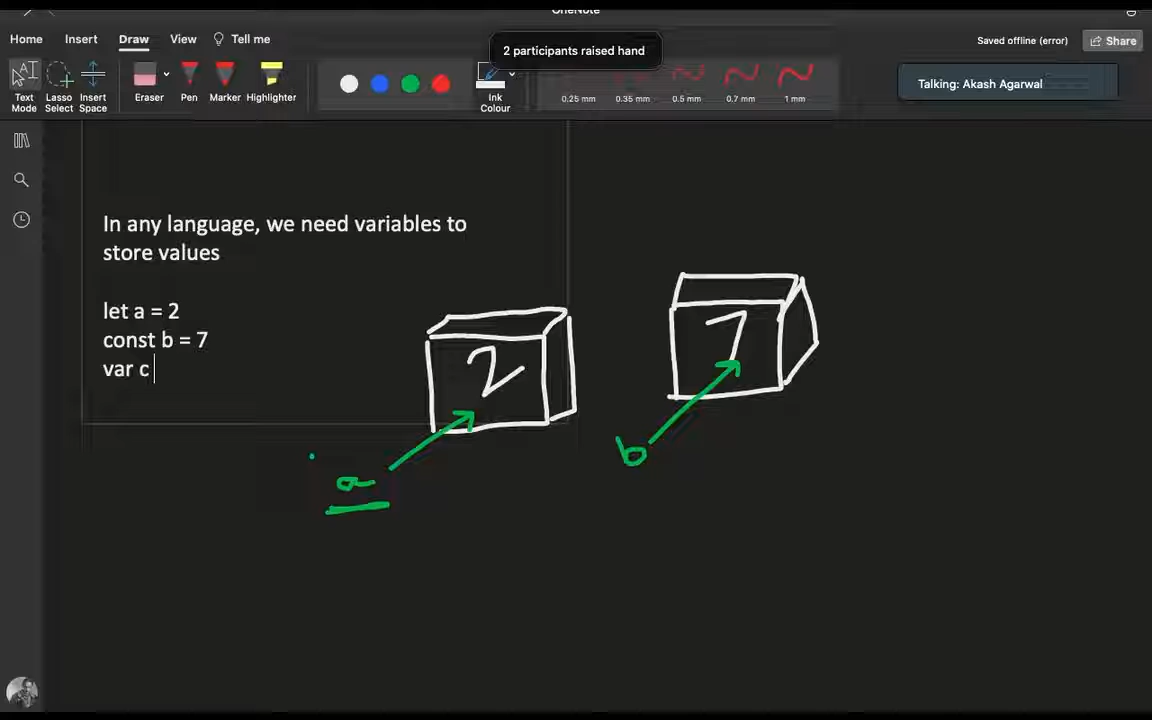 OneNote
Home Insert Draw View Tell me
2 participants raised hand
Saved offline (error) Share
Talking: Akash Agarwal
Text Mode
Lasso Select
Insert Space
Eraser
Pen
Marker
Highlighter
Ink Colour
0.25 mm 0.35 mm 0.5 mm 0.7 mm 1 mm
In any language, we need variables to
store values
let a = 2
const b = 7
var c
2
7
a
b